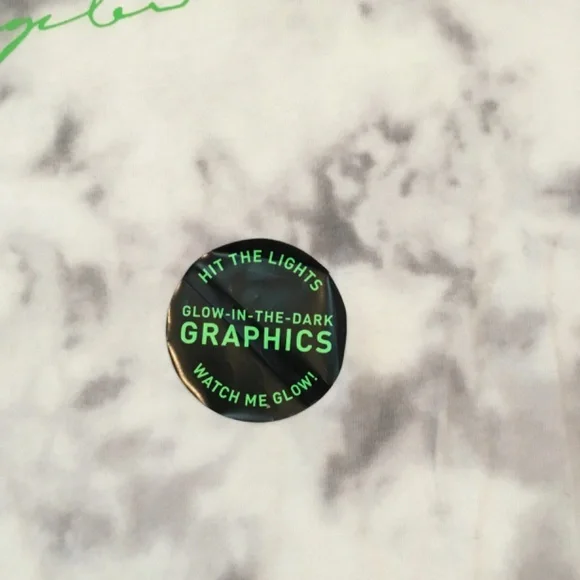 HIT THE LIGHTS
GLOW-IN-THE-DARK
GRAPHICS
WATCH ME GLOW!